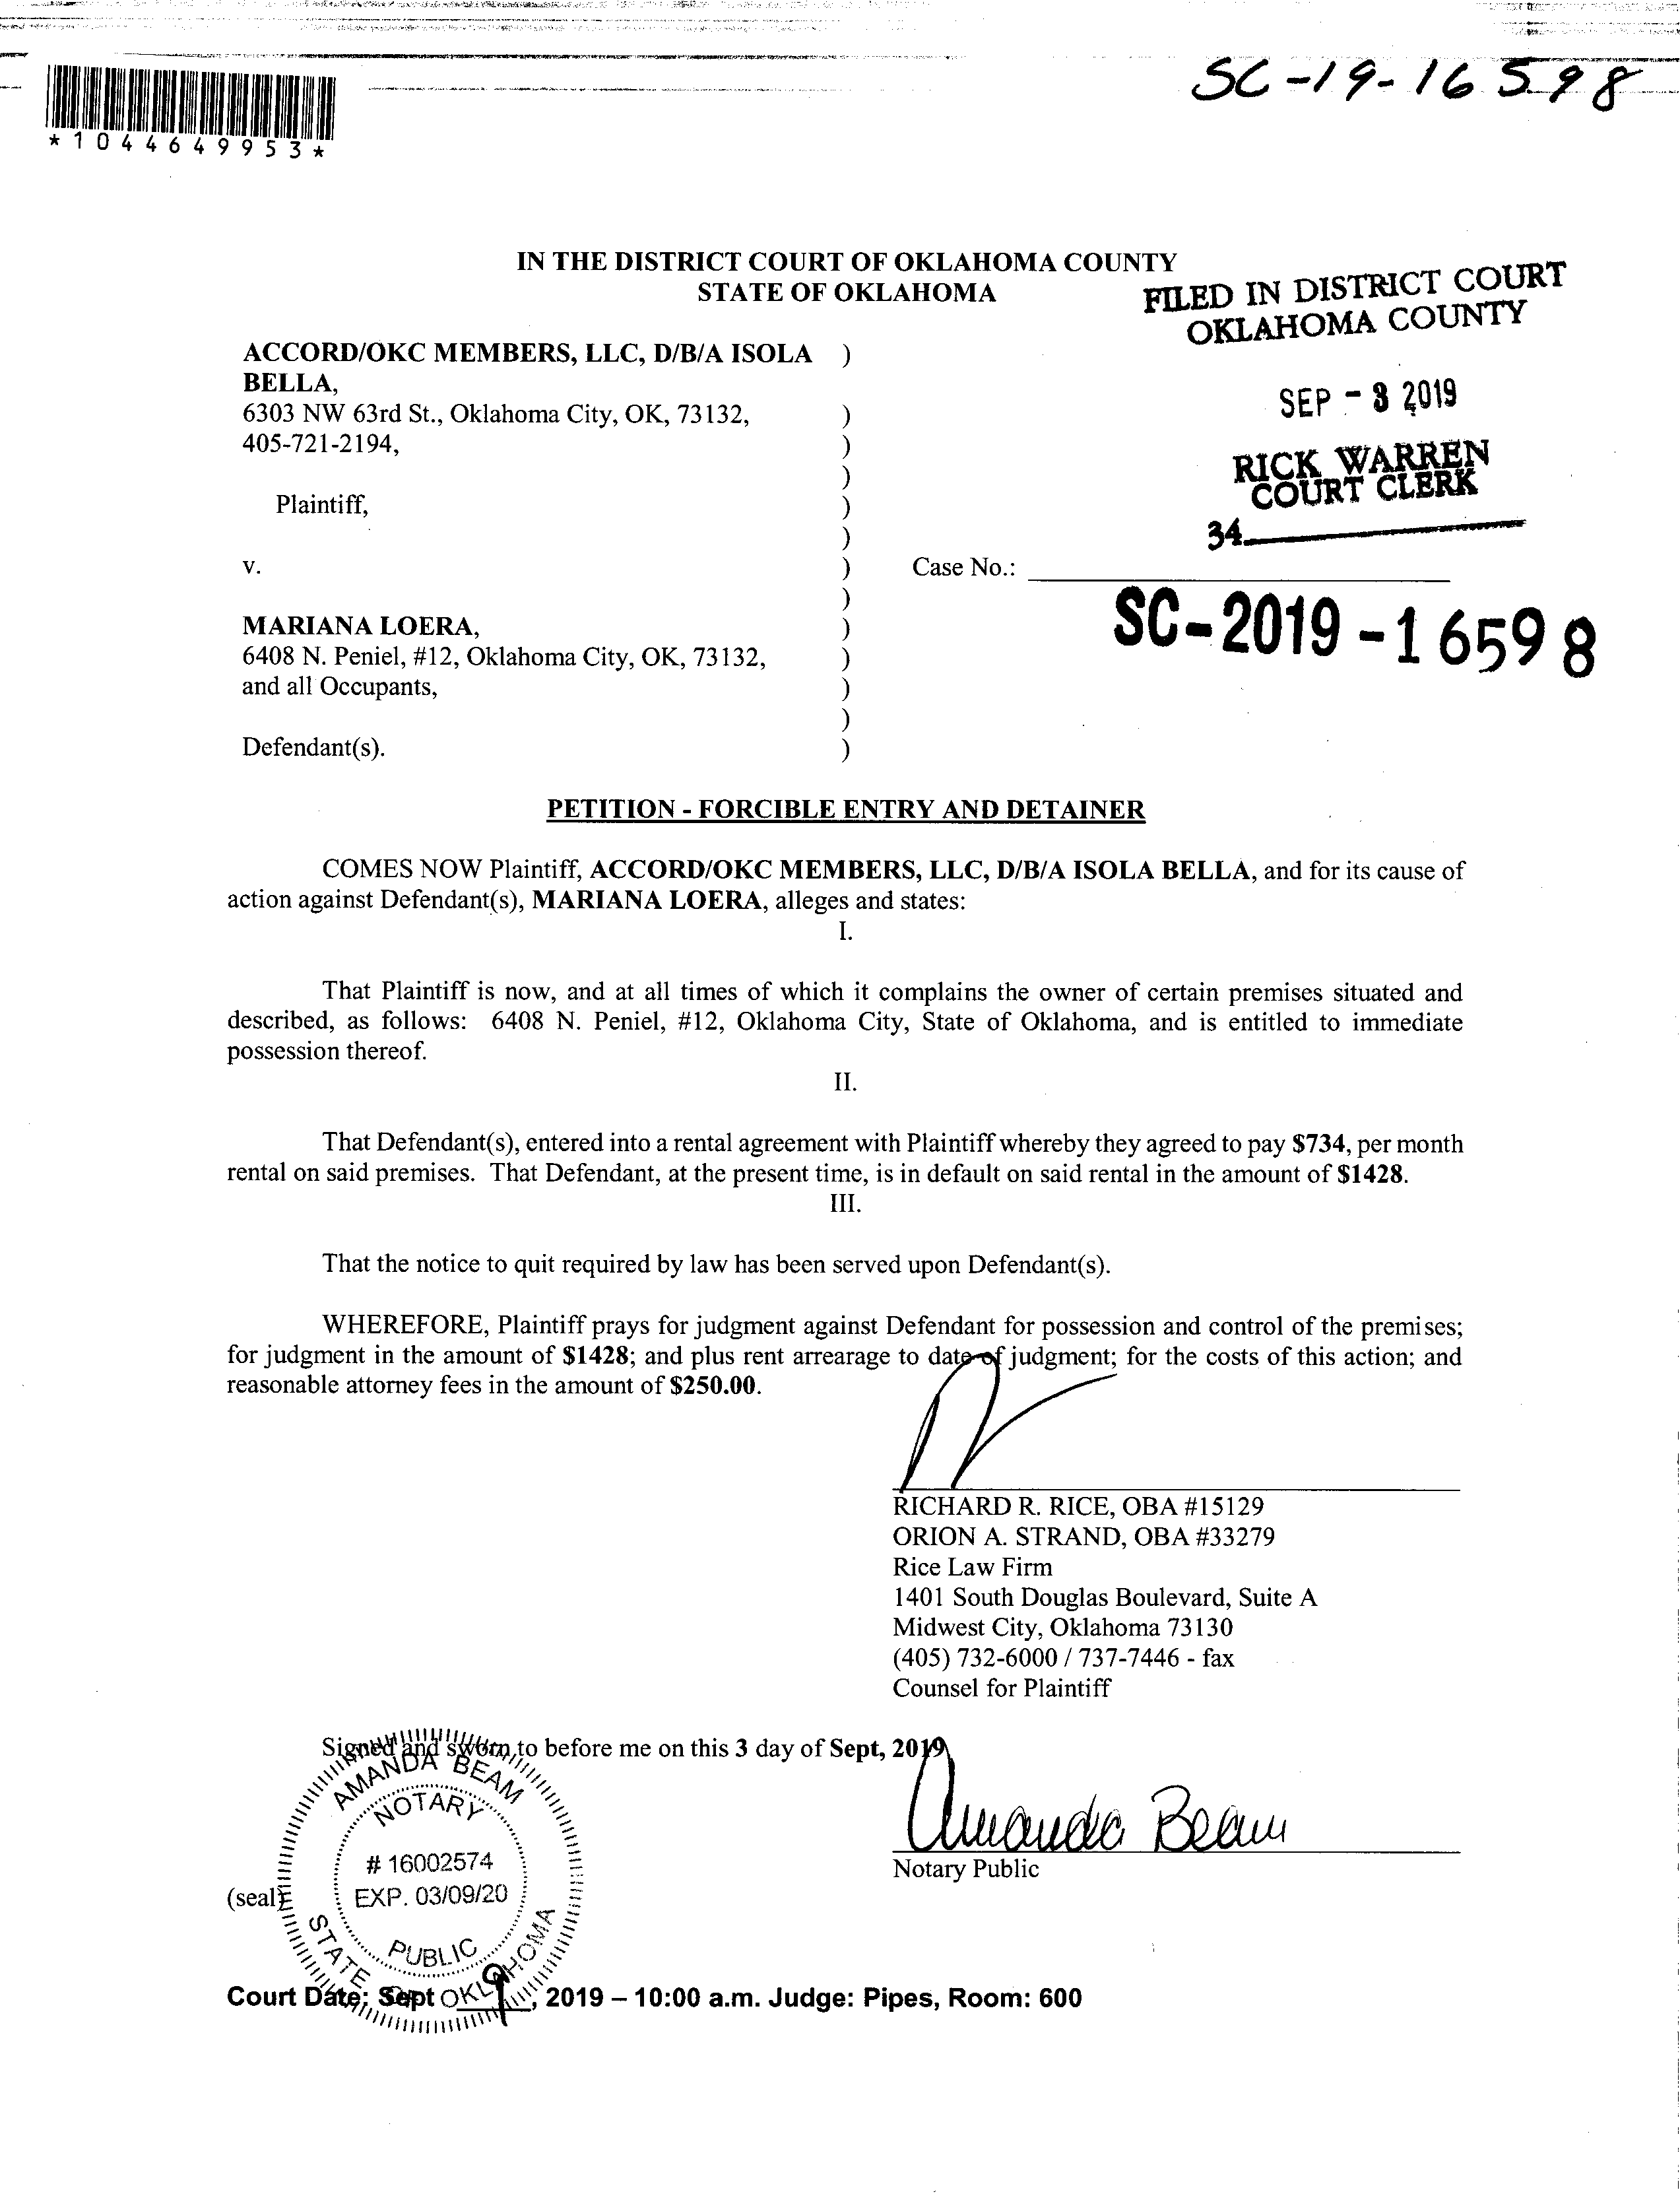 SC-19-16598
*1044649953*
IN THE DISTRICT COURT OF OKLAHOMA COUNTY
STATE OF OKLAHOMA
FILED IN DISTRICT COURT
OKLAHOMA COUNTY
SEP - 3 2019
RICK WARREN
COURT CLERK
34
ACCORD/OKC MEMBERS, LLC, D/B/A ISOLA )
BELLA,
6303 NW 63rd St., Oklahoma City, OK, 73132, )
405-721-2194, )
)
Plaintiff, )
)
v. ) Case No.:
)
SC-2019-16598
MARIANA LOERA, )
6408 N. Peniel, #12, Oklahoma City, OK, 73132, )
and all Occupants, )
)
Defendant(s). )
PETITION - FORCIBLE ENTRY AND DETAINER
COMES NOW Plaintiff, ACCORD/OKC MEMBERS, LLC, D/B/A ISOLA BELLA, and for its cause of
action against Defendant(s), MARIANA LOERA, alleges and states:
I.
That Plaintiff is now, and at all times of which it complains the owner of certain premises situated and
described, as follows: 6408 N. Peniel, #12, Oklahoma City, State of Oklahoma, and is entitled to immediate
possession thereof.
II.
That Defendant(s), entered into a rental agreement with Plaintiff whereby they agreed to pay $734, per month
rental on said premises. That Defendant, at the present time, is in default on said rental in the amount of $1428.
III.
That the notice to quit required by law has been served upon Defendant(s).
WHEREFORE, Plaintiff prays for judgment against Defendant for possession and control of the premises;
for judgment in the amount of $1428; and plus rent arrearage to date of judgment; for the costs of this action; and
reasonable attorney fees in the amount of $250.00.
RICHARD R. RICE, OBA #15129
ORION A. STRAND, OBA #33279
Rice Law Firm
1401 South Douglas Boulevard, Suite A
Midwest City, Oklahoma 73130
(405) 732-6000 / 737-7446 - fax
Counsel for Plaintiff
Signed and sworn to before me on this 3 day of Sept, 2019
Amanda Beam
Notary Public
AMANDA BEAM
NOTARY
# 16002574
EXP. 03/09/20
PUBLIC
STATE OF OKLAHOMA
(seal)
Court Date: Sept 9, 2019 – 10:00 a.m. Judge: Pipes, Room: 600